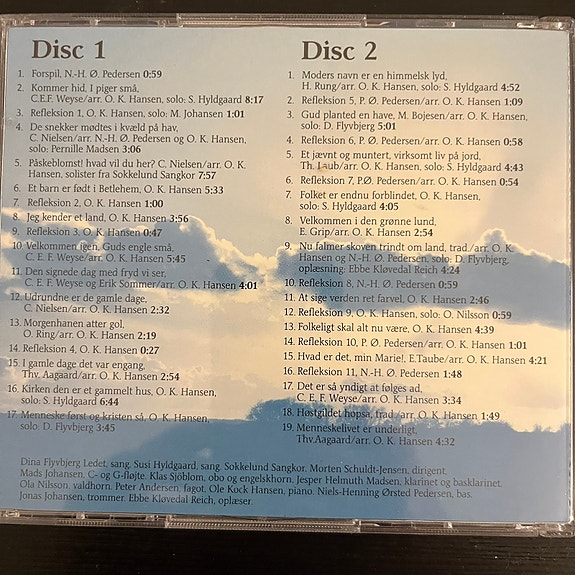 Disc 1
1. Forspil, N.-H. Ø. Pedersen 0:59
2. Kommer hid, I piger små,
C.E.F. Weyse/arr. O. K. Hansen, solo: S. Hyldgaard 8:17
3. Refleksion 1, O. K. Hansen, solo: M. Johansen 1:01
4. De snekker mødtes i kvæld på hav,
C. Nielsen/arr. N.-H. Ø. Pedersen og O. K. Hansen,
solo: Pernille Madsen 3:06
5. Påskeblomst! hvad vil du her? C. Nielsen/arr. O. K.
Hansen, solister fra Sokkelund Sangkor 7:57
6. Et barn er født i Betlehem, O. K. Hansen 5:33
7. Refleksion 2, O. K. Hansen 1:00
8. Jeg kender et land, O. K. Hansen 3:56
9. Refleksion 3, O. K. Hansen 0:47
10. Velkommen igen, Guds engle små,
C. E. F. Weyse/arr. O. K. Hansen 5:45
11. Den signede dag med fryd vi ser,
C. E. F. Weyse og Erik Sommer/arr. O. K. Hansen 4:01
12. Udrundne er de gamle dage,
C. Nielsen/arr. O. K. Hansen 2:32
13. Morgenhanen atter gol,
O. Ring/arr. O. K. Hansen 2:19
14. Refleksion 4, O. K. Hansen 0:27
15. I gamle dage det var engang,
Thv. Aagaard/arr. O. K. Hansen 2:54
16. Kirken den er et gammelt hus, O. K. Hansen,
solo: S. Hyldgaard 6:44
17. Menneske først og kristen så, O. K. Hansen,
solo: D. Flyvbjerg 3:45
Disc 2
1. Moders navn er en himmelsk lyd,
H. Rung/arr. O. K. Hansen, solo: S. Hyldgaard 4:52
2. Refleksion 5, P. Ø. Pedersen/arr. O. K. Hansen 1:09
3. Gud planted en have, M. Bojesen/arr. O. K. Hansen,
solo: D. Flyvbjerg 5:01
4. Refleksion 6, P. Ø. Pedersen/arr. O. K. Hansen 0:58
5. Et jævnt og muntert, virksomt liv på jord,
Th. Laub/arr. O. K. Hansen, solo: S. Hyldgaard 4:43
6. Refleksion 7, P.Ø. Pedersen/arr. O. K. Hansen 0:54
7. Folket er endnu forblindet, O. K. Hansen,
solo: S. Hyldgaard 4:05
8. Velkommen i den grønne lund,
E. Grip/arr. O. K. Hansen 2:54
9. Nu falmer skoven trindt om land, trad./arr. O. K.
Hansen og N.-H. Ø. Pedersen, solo: D. Flyvbjerg,
oplæsning: Ebbe Kløvedal Reich 4:24
10. Refleksion 8, N.-H. Ø. Pedersen 0:59
11. At sige verden ret farvel, O. K. Hansen 2:46
12. Refleksion 9, O. K. Hansen, solo: O. Nilsson 0:59
13. Folkeligt skal alt nu være, O. K. Hansen 4:39
14. Refleksion 10, P. Ø. Pedersen/arr. O. K. Hansen 1:01
15. Hvad er det, min Marie!, E.Taube/arr. O. K. Hansen 4:21
16. Refleksion 11, N.-H. Ø. Pedersen 1:48
17. Det er så yndigt at følges ad,
C. E. F. Weyse/arr. O. K. Hansen 3:34
18. Høstgildet hopsa, trad./arr. O. K. Hansen 1:49
19. Menneskelivet er underligt,
Thv.Aagaard/arr. O. K. Hansen 4:32
Dina Flyvbjerg Ledet, sang. Susi Hyldgaard, sang. Sokkelund Sangkor. Morten Schuldt-Jensen, dirigent.
Mads Johansen, C- og G-fløjte. Klas Sjöblom, obo og engelskhorn. Jesper Helmuth Madsen, klarinet og basklarinet.
Ola Nilsson, valdhorn. Peter Andersen, fagot. Ole Kock Hansen, piano. Niels-Henning Ørsted Pedersen, bas.
Jonas Johansen, trommer. Ebbe Kløvedal Reich, oplæser.